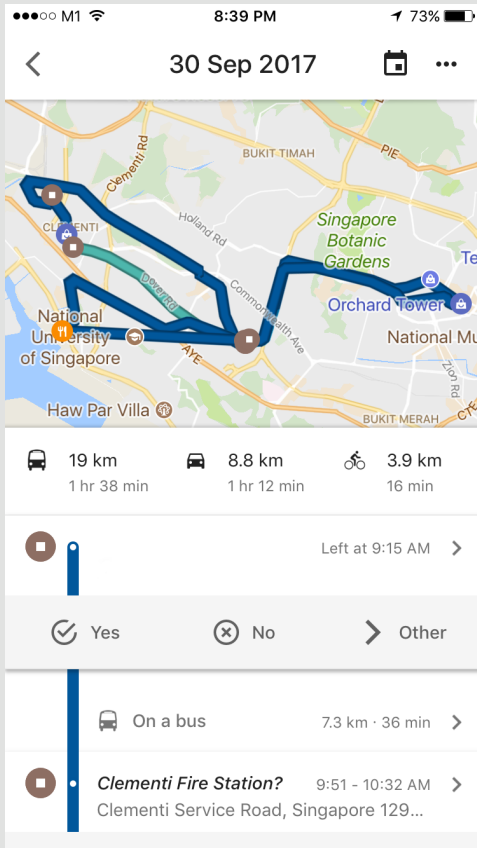 M1
8:39 PM
73%
30 Sep 2017
BUKIT TIMAH
PIE
Clementi Rd
Holland Rd
Singapore
Botanic
Gardens
CLEMENTI
Te
Dover Rd
Commonwealth Ave
Orchard Tower
National
University
of Singapore
National Mu
AYE
Zion Rd
Haw Par Villa
BUKIT MERAH
CTE
19 km
8.8 km
3.9 km
1 hr 38 min
1 hr 12 min
16 min
Left at 9:15 AM
Yes
No
Other
On a bus
7.3 km · 36 min
Clementi Fire Station?
9:51 - 10:32 AM
Clementi Service Road, Singapore 129...